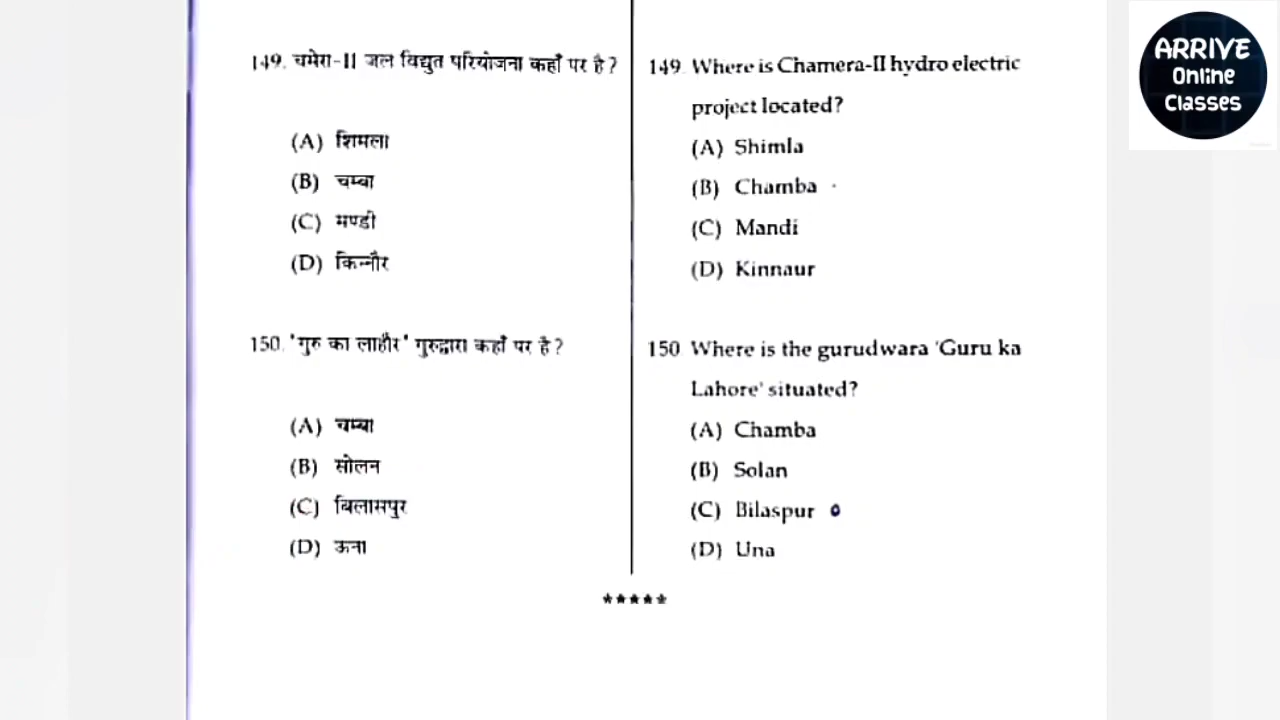 149. चमेरा-II जल विद्युत परियोजना कहाँ पर है?
(A) शिमला
(B) चम्बा
(C) मण्डी
(D) किन्नौर
150. 'गुरु का लाहौर' गुरुद्वारा कहाँ पर है?
(A) चम्बा
(B) सोलन
(C) बिलासपुर
(D) ऊना
149. Where is Chamera-II hydro electric
project located?
(A) Shimla
(B) Chamba
(C) Mandi
(D) Kinnaur
150 Where is the gurudwara 'Guru ka
Lahore' situated?
(A) Chamba
(B) Solan
(C) Bilaspur
(D) Una
*****
ARRIVE
Online
Classes